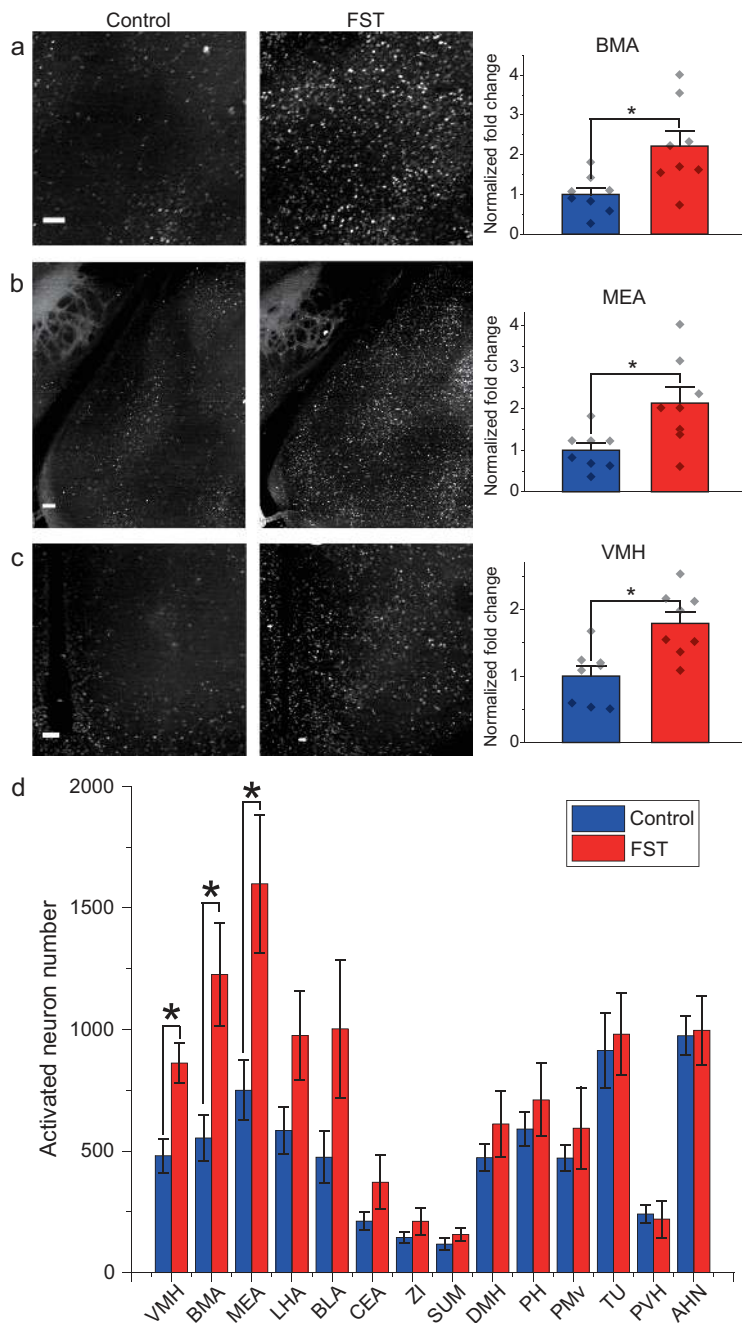 Control FST
a
BMA
Normalized fold change
4
3
2
1
0
*
b
MEA
Normalized fold change
4
3
2
1
0
*
c
VMH
Normalized fold change
2
1
0
*
d
Activated neuron number
2000
1500
1000
500
0
*
*
*
Control
FST
VMH BMA MEA LHA BLA CEA ZI SUM DMH PH PMv TU PVH AHN